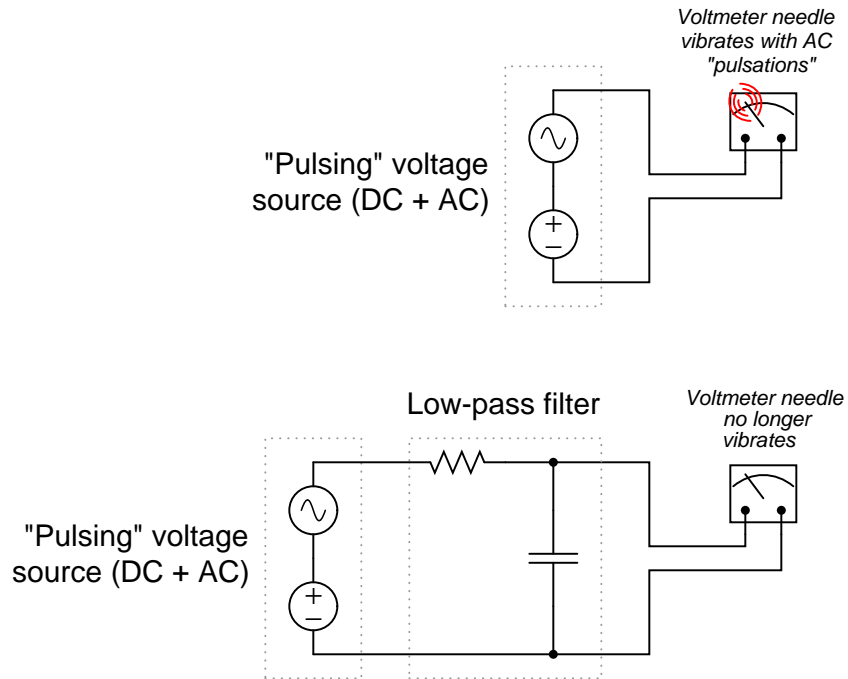 Voltmeter needle
vibrates with AC
"pulsations"
"Pulsing" voltage
source (DC + AC)
Low-pass filter
Voltmeter needle
no longer
vibrates
"Pulsing" voltage
source (DC + AC)